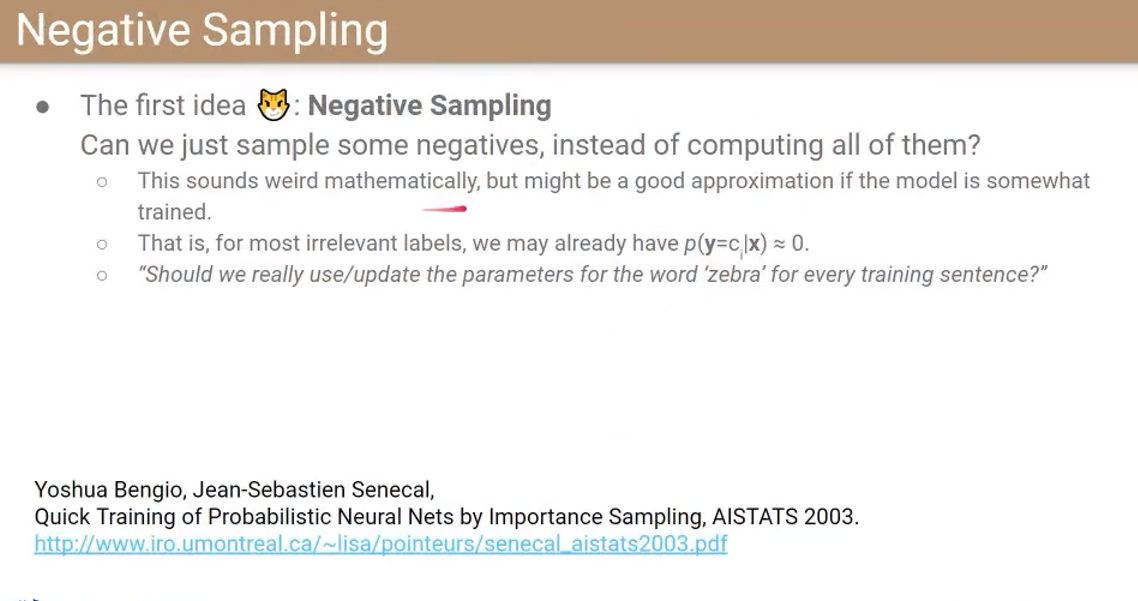 Negative Sampling
● The first idea 🐱: Negative Sampling
Can we just sample some negatives, instead of computing all of them?
○ This sounds weird mathematically, but might be a good approximation if the model is somewhat
trained.
○ That is, for most irrelevant labels, we may already have p(y=cᵢ|x) ≈ 0.
○ “Should we really use/update the parameters for the word ‘zebra’ for every training sentence?”
Yoshua Bengio, Jean-Sebastien Senecal,
Quick Training of Probabilistic Neural Nets by Importance Sampling, AISTATS 2003.
http://www.iro.umontreal.ca/~lisa/pointeurs/senecal_aistats2003.pdf